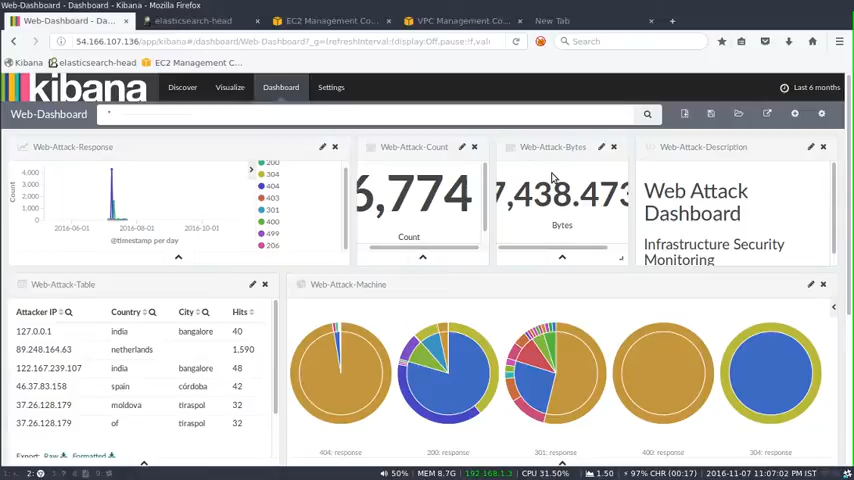 Web-Dashboard - Kibana - Mozilla Firefox
Web-Dashboard - Da...
elasticsearch-head
EC2 Management Co...
VPC Management Co...
New Tab
54.166.107.136/app/kibana#/dashboard/Web-Dashboard?_g=(refreshInterval:(display:Off,pause:!f,valu
Search
Kibana
elasticsearch-head
EC2 Management C...
kibana
Discover
Visualize
Dashboard
Settings
Last 6 months
Web-Dashboard
*
Web-Attack-Response
Web-Attack-Count
Web-Attack-Bytes
Web-Attack-Description
4,000
3,000
2,000
1,000
0
Count
2016-06-01
2016-08-01
2016-10-01
@timestamp per day
200
304
404
403
301
400
499
206
6,774
Count
7,438.473
Bytes
Web Attack
Dashboard
Infrastructure Security
Monitoring
Web-Attack-Table
Attacker IP
Country
City
Hits
127.0.0.1 india bangalore 40
89.248.164.63 netherlands 1,590
122.167.239.107 india bangalore 48
46.37.83.158 spain córdoba 42
37.26.128.179 moldova tiraspol 32
37.26.128.179 of tiraspol 32
Export: Raw Formatted
Web-Attack-Machine
404: response
200: response
301: response
400: response
304: response
2:
50%
MEM 8.7G
192.168.1.3
CPU 31.50%
1.50
97% CHR (00:17)
2016-11-07 11:07:02 PM IST